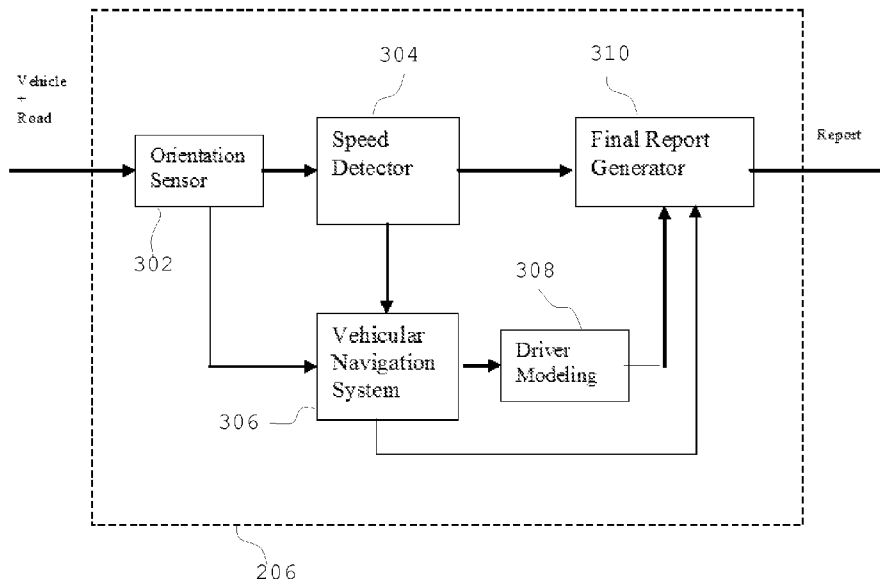 304
310
Vehicle
+
Road
Orientation
Sensor
Speed
Detector
Final Report
Generator
Report
302
308
Vehicular
Navigation
System
Driver
Modeling
306
206